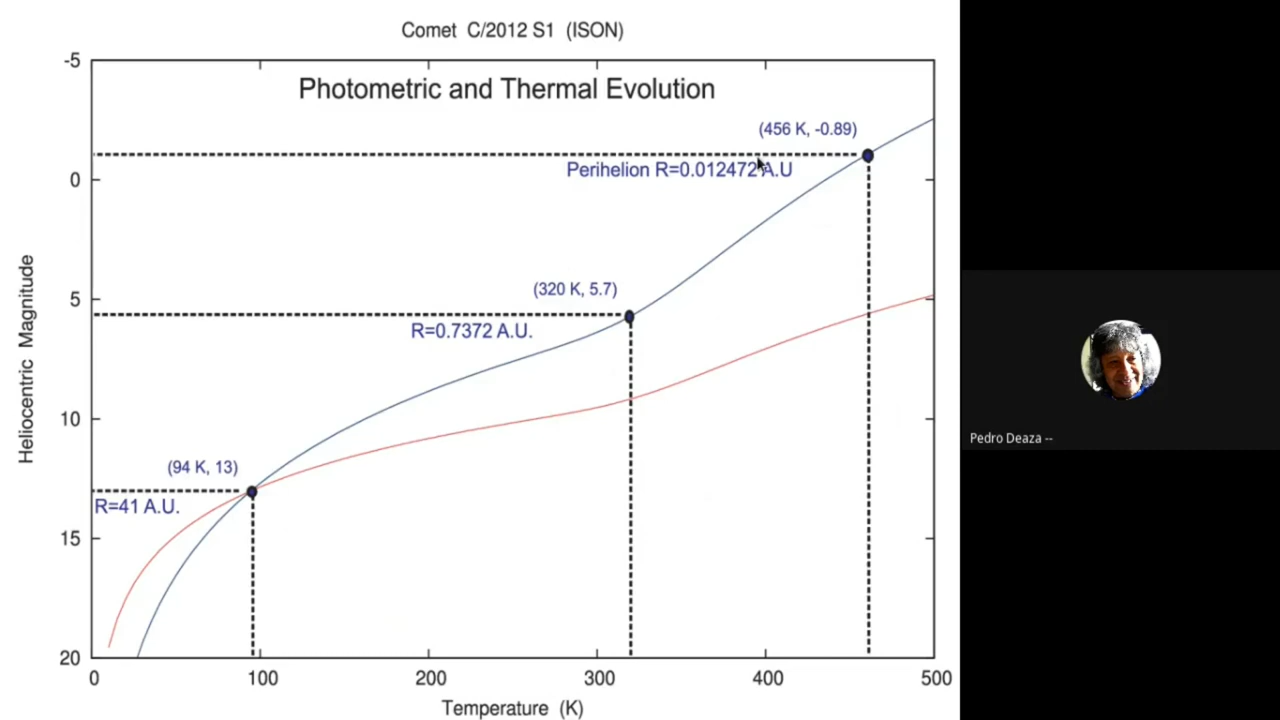 Comet C/2012 S1 (ISON)
Photometric and Thermal Evolution
-5
0
5
10
15
20
Heliocentric Magnitude
(456 K, -0.89)
Perihelion R=0.012472 A.U
(320 K, 5.7)
R=0.7372 A.U.
(94 K, 13)
R=41 A.U.
0 100 200 300 400 500
Temperature (K)
Pedro Deaza --